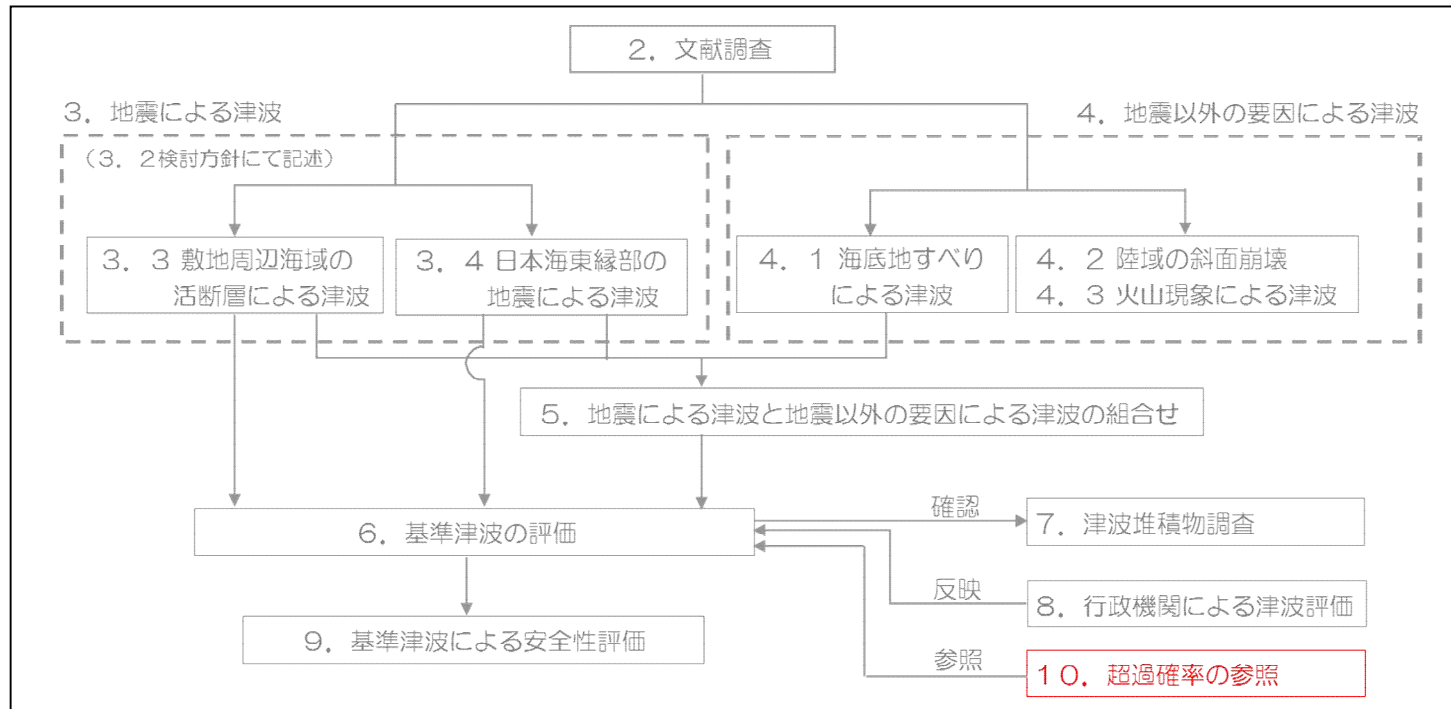 ２．文献調査
３．地震による津波
４．地震以外の要因による津波
（３．２検討方針にて記述）
３．３ 敷地周辺海域の
活断層による津波
３．４ 日本海東縁部の
地震による津波
４．１ 海底地すべり
による津波
４．２ 陸域の斜面崩壊
４．３ 火山現象による津波
５．地震による津波と地震以外の要因による津波の組合せ
６．基準津波の評価
確認
７．津波堆積物調査
反映
８．行政機関による津波評価
９．基準津波による安全性評価
参照
１０．超過確率の参照